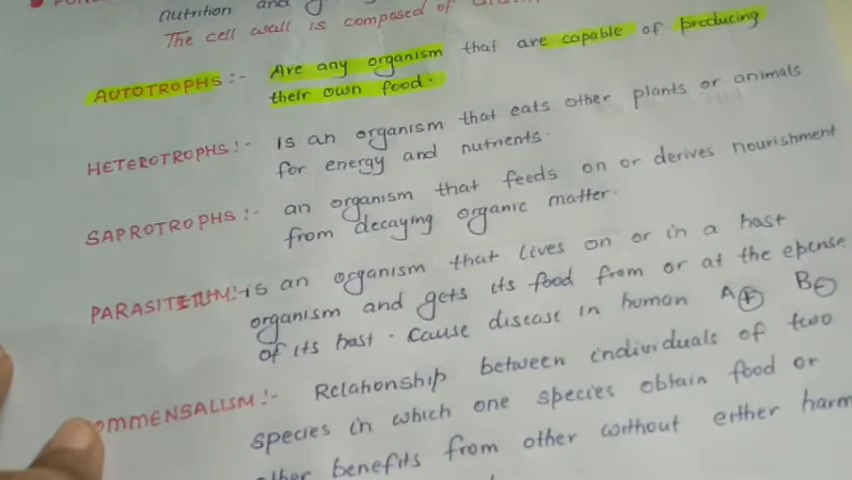 nutrition and
The cell wall is composed of
AUTOTROPHS :- Are any organism that are capable of producing
their own food.
HETEROTROPHS :- is an organism that eats other plants or animals
for energy and nutrients.
SAPROTROPHS :- an organism that feeds on or derives nourishment
from decaying organic matter.
is an organism that lives on or in a host
organism and gets its food from or at the epense
of its host. cause disease in human A⊕ B⊖
OMMENSALISM :- Relationship between individuals of two
species in which one species obtain food or
other benefits from other without either harm